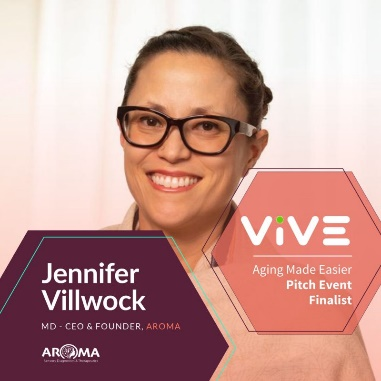 ViVE
Aging Made Easier
Pitch Event
Finalist
Jennifer
Villwock
MD - CEO & FOUNDER, AROMA
AROMA